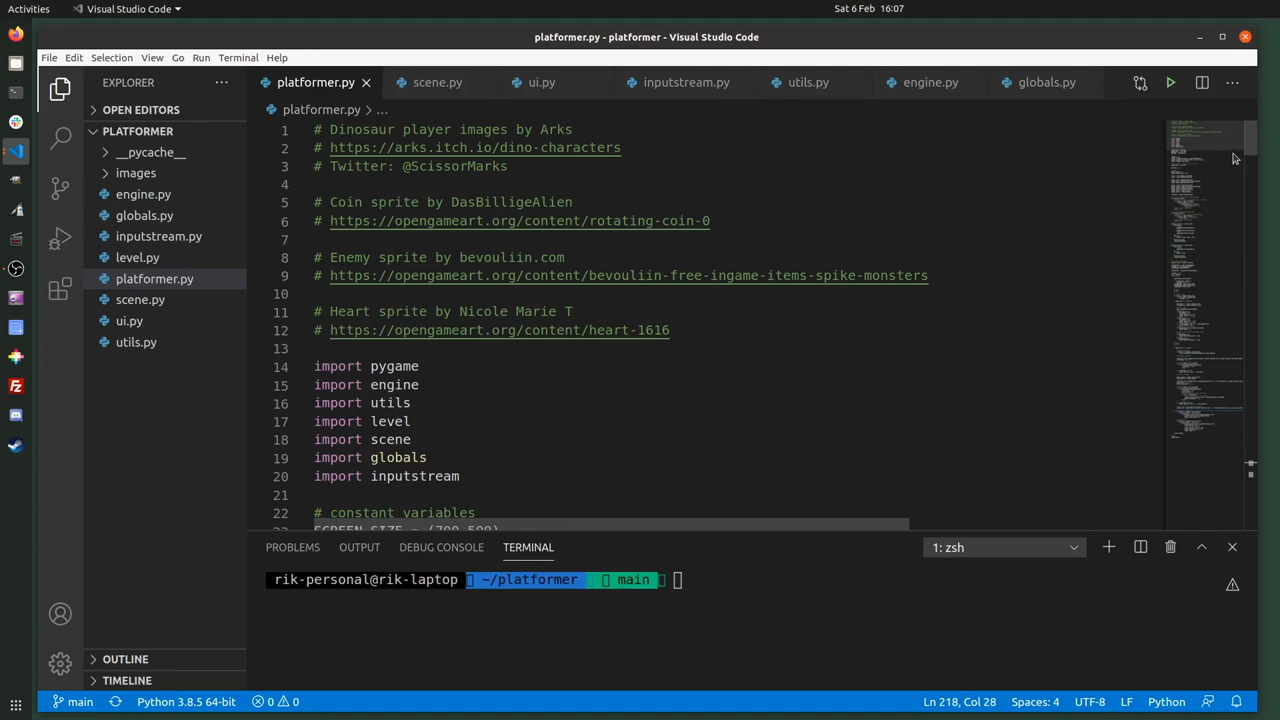 Activities
Visual Studio Code
Sat 6 Feb 16:07
platformer.py - platformer - Visual Studio Code
File Edit Selection View Go Run Terminal Help
EXPLORER
OPEN EDITORS
PLATFORMER
__pycache__
images
engine.py
globals.py
inputstream.py
level.py
platformer.py
scene.py
ui.py
utils.py
OUTLINE
TIMELINE
platformer.py scene.py ui.py inputstream.py utils.py engine.py globals.py
platformer.py > ...
1 # Dinosaur player images by Arks
2 # https://arks.itch.io/dino-characters
3 # Twitter: @ScissorMarks
4
5 # Coin sprite by DasBilligeAlien
6 # https://opengameart.org/content/rotating-coin-0
7
8 # Enemy sprite by bevouliin.com
9 # https://opengameart.org/content/bevouliin-free-ingame-items-spike-monsters
10
11 # Heart sprite by Nicole Marie T
12 # https://opengameart.org/content/heart-1616
13
14 import pygame
15 import engine
16 import utils
17 import level
18 import scene
19 import globals
20 import inputstream
21
22 # constant variables
23 SCREEN_SIZE = (700,500)
PROBLEMS OUTPUT DEBUG CONSOLE TERMINAL
1: zsh
rik-personal@rik-laptop ~/platformer main
main
Python 3.8.5 64-bit
0 0
Ln 218, Col 28
Spaces: 4
UTF-8
LF
Python